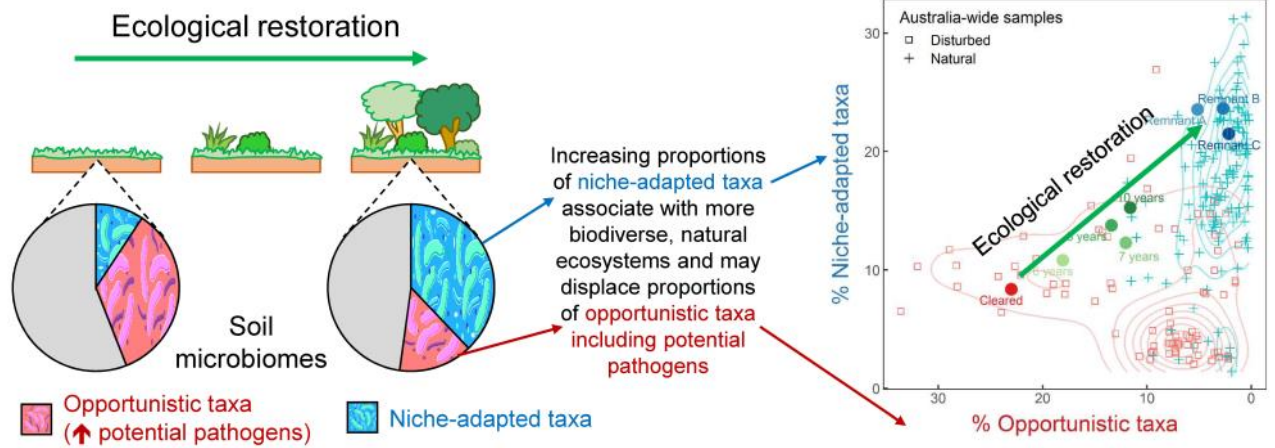 Ecological restoration
Soil
microbiomes
Opportunistic taxa
(↑ potential pathogens)
Niche-adapted taxa
Increasing proportions
of niche-adapted taxa
associate with more
biodiverse, natural
ecosystems and may
displace proportions
of opportunistic taxa
including potential
pathogens
Australia-wide samples
Disturbed
Natural
% Niche-adapted taxa
30
20
10
0
Remnant B
Remnant A
Remnant C
Ecological restoration
10 years
7 years
years
years
Cleared
30
20
10
0
% Opportunistic taxa